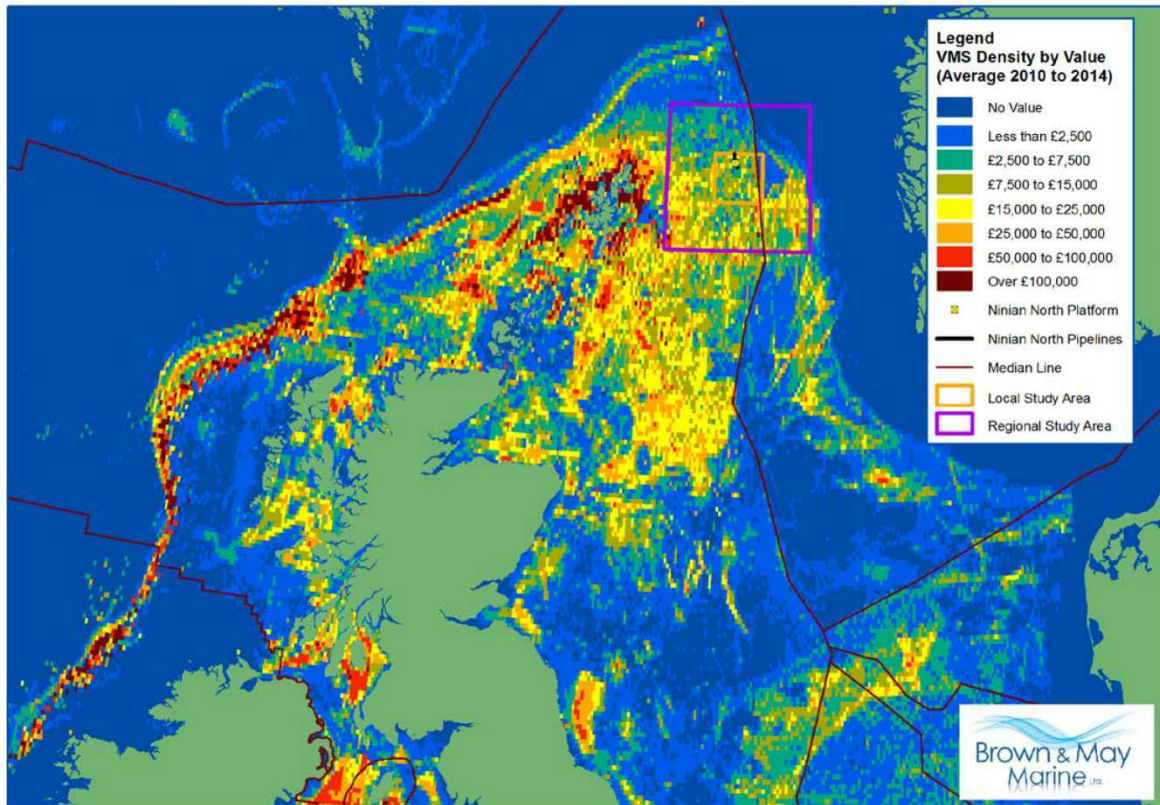 Legend
VMS Density by Value
(Average 2010 to 2014)
No Value
Less than £2,500
£2,500 to £7,500
£7,500 to £15,000
£15,000 to £25,000
£25,000 to £50,000
£50,000 to £100,000
Over £100,000
Ninian North Platform
Ninian North Pipelines
Median Line
Local Study Area
Regional Study Area
Brown & May
Marine Ltd.